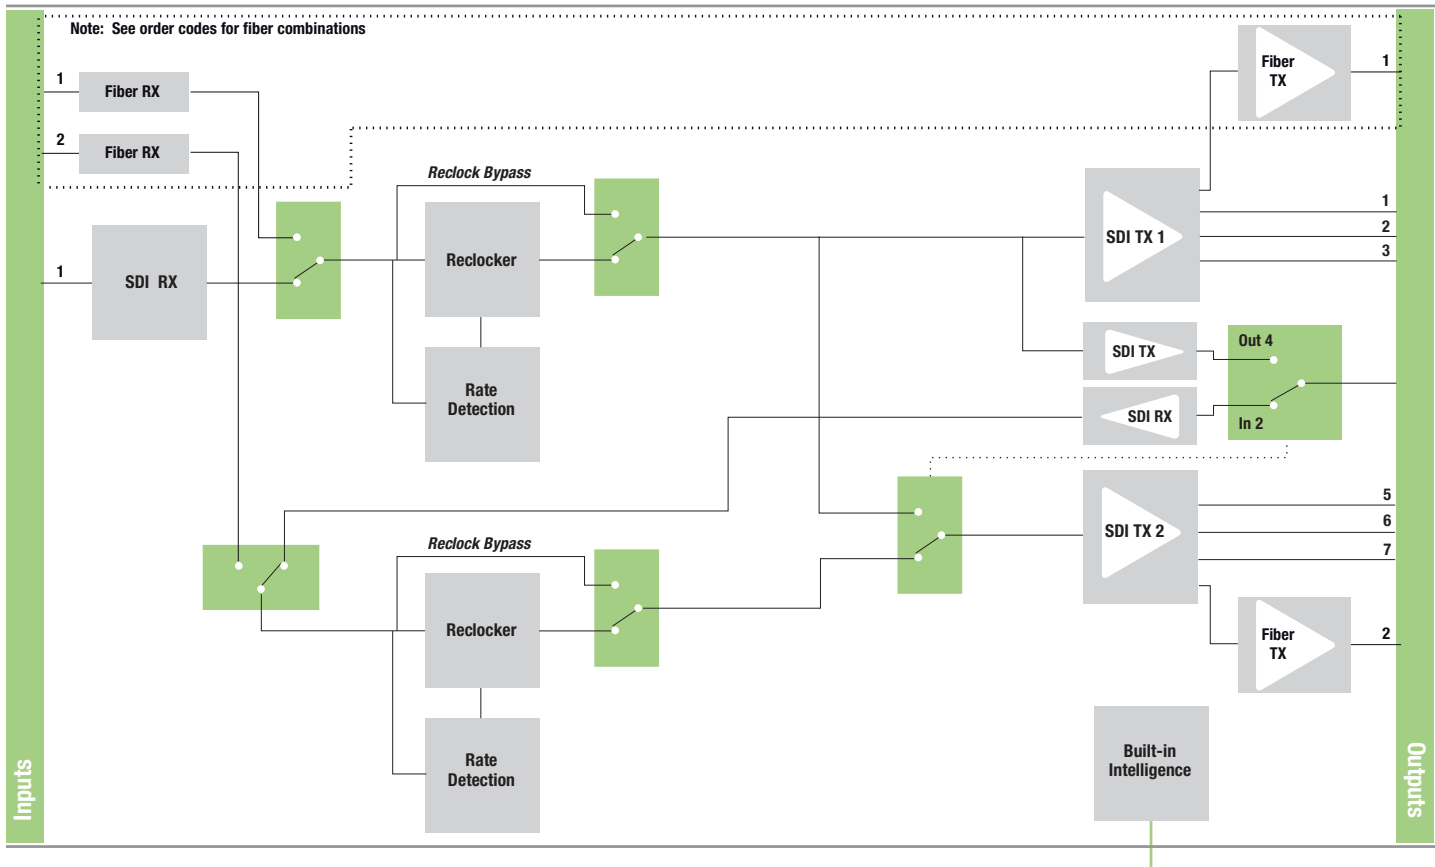 Note: See order codes for fiber combinations
1
Fiber RX
2
Fiber RX
1
SDI RX
Reclock Bypass
Reclocker
Rate
Detection
Fiber
TX
1
SDI TX 1
1
2
3
SDI TX
Out 4
SDI RX
In 2
Reclock Bypass
Reclocker
Rate
Detection
SDI TX 2
5
6
7
Fiber
TX
2
Built-in
Intelligence
Inputs
Outputs